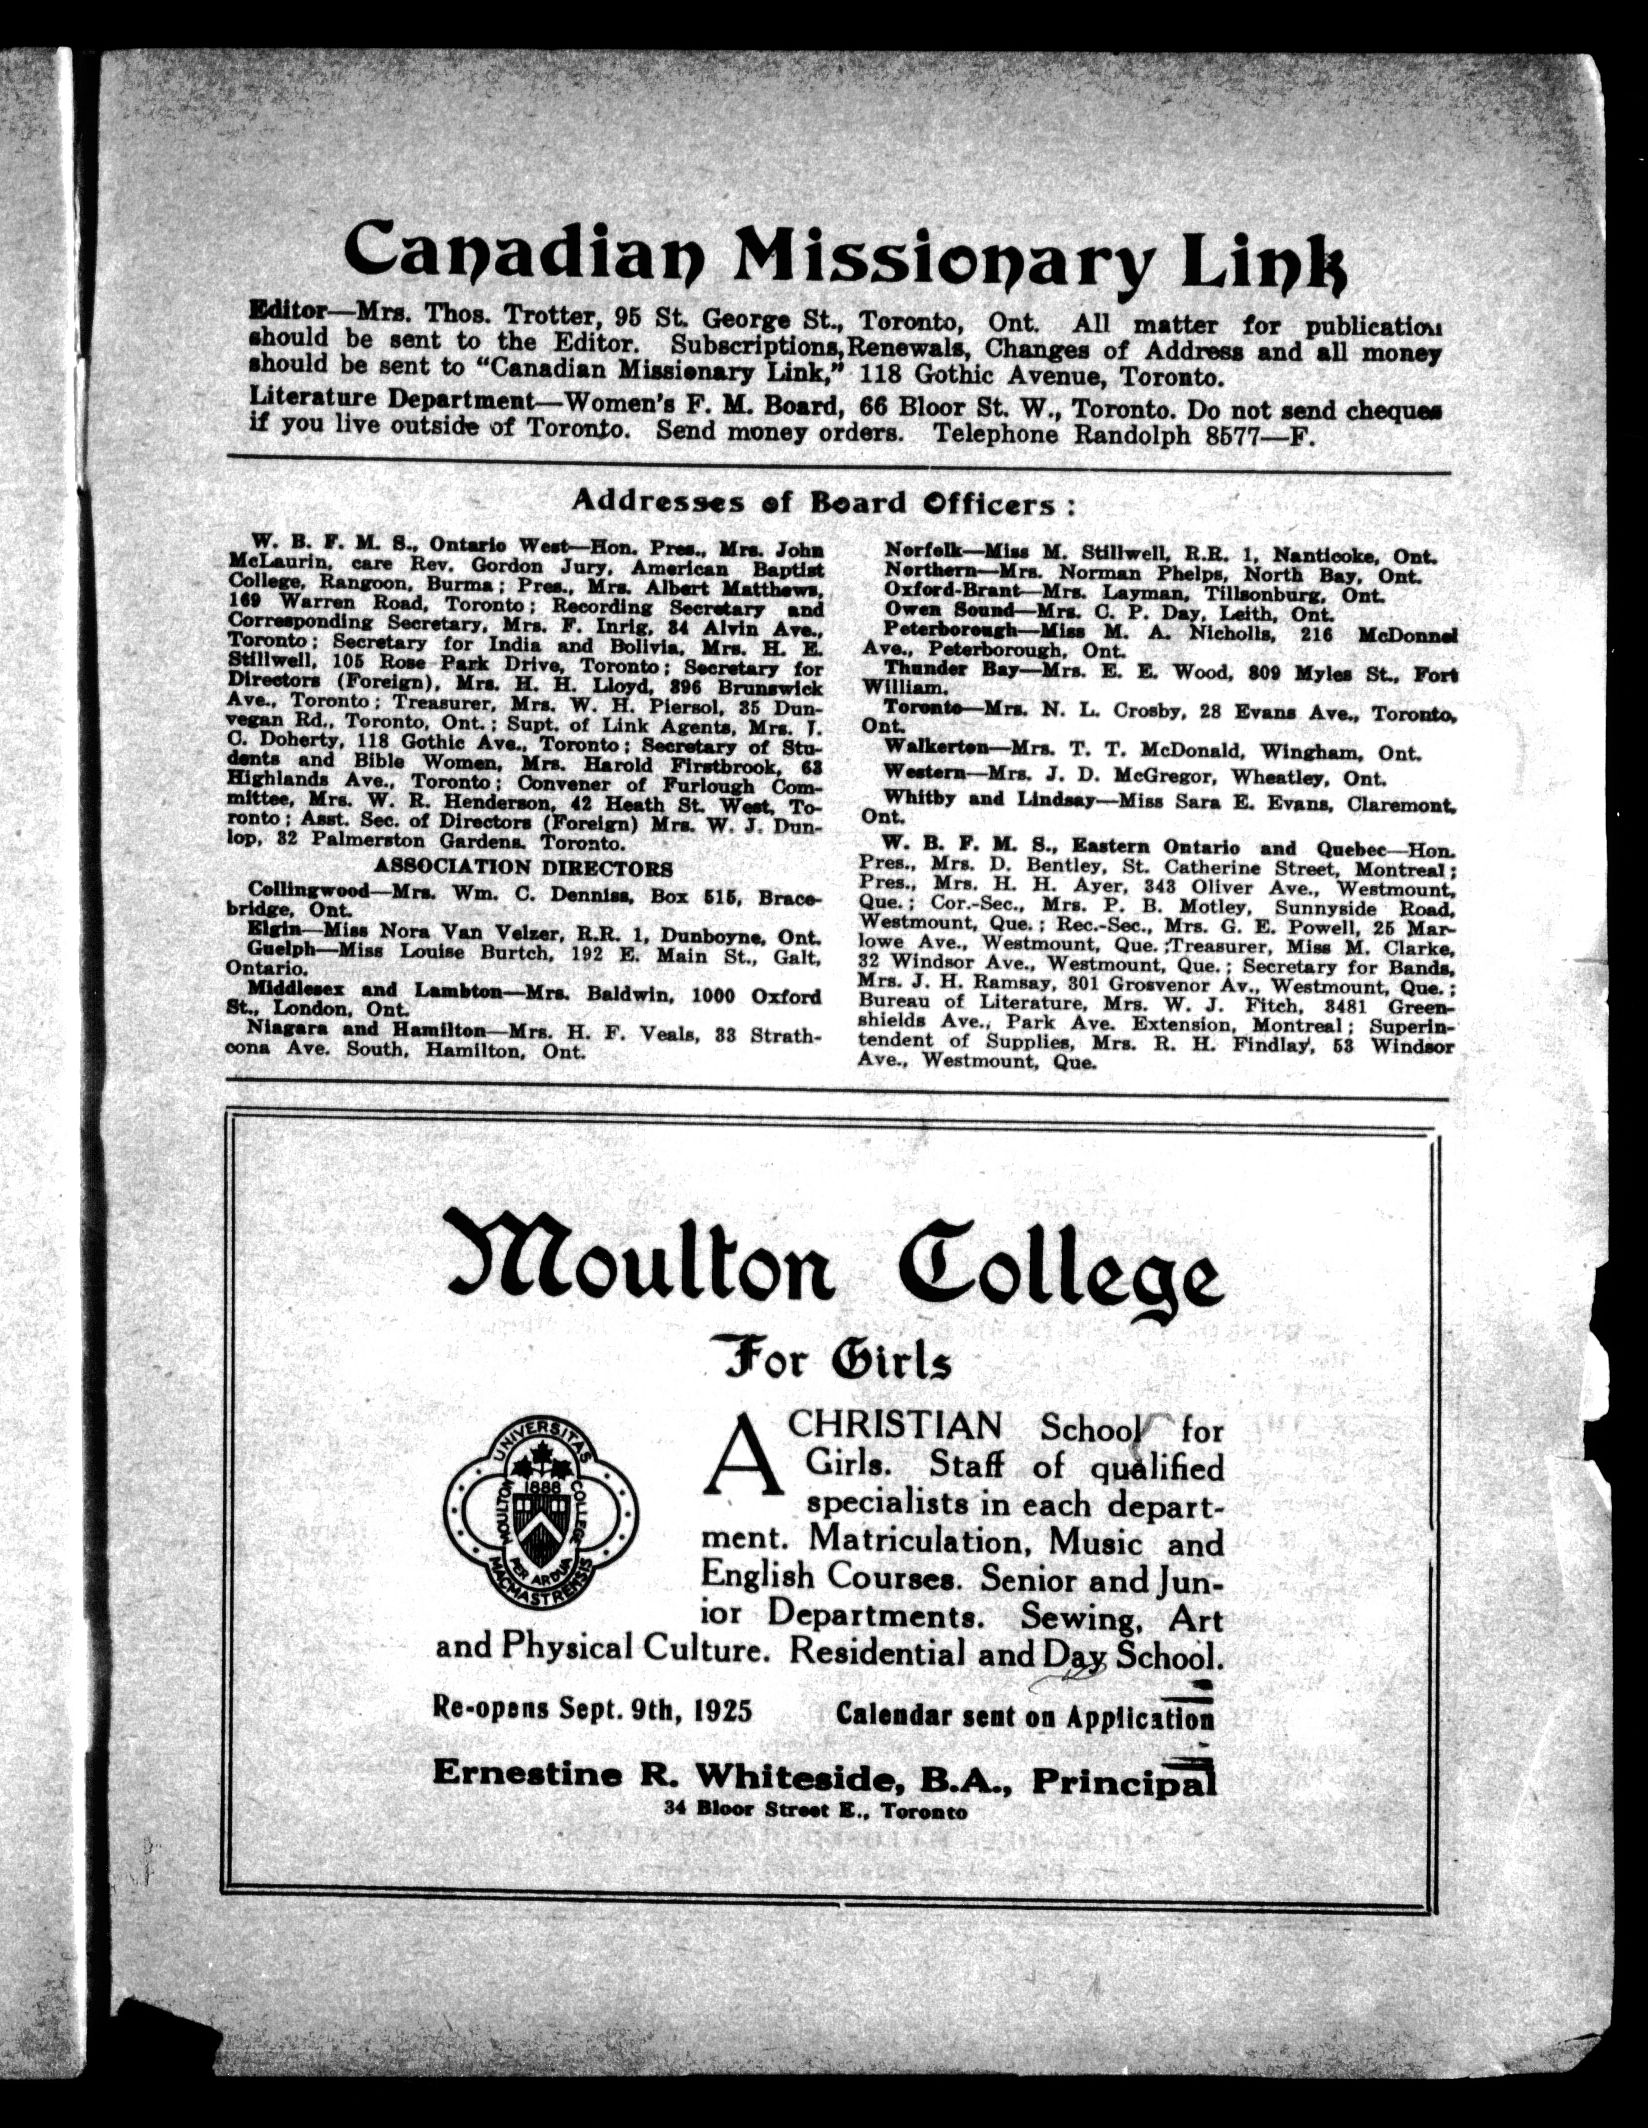 Canadian Missionary Link
Editor—Mrs. Thos. Trotter, 95 St. George St., Toronto, Ont. All matter for publication
should be sent to the Editor. Subscriptions, Renewals, Changes of Address and all money
should be sent to "Canadian Missionary Link," 118 Gothic Avenue, Toronto.
Literature Department—Women's F. M. Board, 66 Bloor St. W., Toronto. Do not send cheques
if you live outside of Toronto. Send money orders. Telephone Randolph 8577—F.
Addresses of Board Officers :
W. B. F. M. S., Ontario West—Hon. Pres., Mrs. John
McLaurin, care Rev. Gordon Jury, American Baptist
College, Rangoon, Burma; Pres., Mrs. Albert Matthews,
169 Warren Road, Toronto; Recording Secretary and
Corresponding Secretary, Mrs. F. Inrig, 84 Alvin Ave.,
Toronto; Secretary for India and Bolivia, Mrs. H. E.
Stillwell, 105 Rose Park Drive, Toronto; Secretary for
Directors (Foreign), Mrs. H. H. Lloyd, 396 Brunswick
Ave., Toronto; Treasurer, Mrs. W. H. Piersol, 35 Dun-
vegan Rd., Toronto, Ont.; Supt. of Link Agents, Mrs. J.
C. Doherty, 118 Gothic Ave., Toronto; Secretary of Stu-
dents and Bible Women, Mrs. Harold Firstbrook, 63
Highlands Ave., Toronto; Convener of Furlough Com-
mittee, Mrs. W. R. Henderson, 42 Heath St. West, To-
ronto; Asst. Sec. of Directors (Foreign) Mrs. W. J. Dun-
lop, 32 Palmerston Gardens. Toronto.
ASSOCIATION DIRECTORS
Collingwood—Mrs. Wm. C. Denniss, Box 515, Brace-
bridge, Ont.
Elgin—Miss Nora Van Velzer, R.R. 1, Dunboyne, Ont.
Guelph—Miss Louise Burtch, 192 E. Main St., Galt,
Ontario.
Middlesex and Lambton—Mrs. Baldwin, 1000 Oxford
St., London, Ont.
Niagara and Hamilton—Mrs. H. F. Veals, 33 Strath-
cona Ave. South, Hamilton, Ont.
Norfolk—Miss M. Stillwell, R.R. 1, Nanticoke, Ont.
Northern—Mrs. Norman Phelps, North Bay, Ont.
Oxford-Brant—Mrs. Layman, Tillsonburg, Ont.
Owen Sound—Mrs. C. P. Day, Leith, Ont.
Peterborough—Miss M. A. Nicholls, 216 McDonnel
Ave., Peterborough, Ont.
Thunder Bay—Mrs. E. E. Wood, 809 Myles St., Fort
William.
Toronto—Mrs. N. L. Crosby, 28 Evans Ave., Toronto,
Ont.
Walkerton—Mrs. T. T. McDonald, Wingham, Ont.
Western—Mrs. J. D. McGregor, Wheatley, Ont.
Whitby and Lindsay—Miss Sara E. Evans, Claremont,
Ont.
W. B. F. M. S., Eastern Ontario and Quebec—Hon.
Pres., Mrs. D. Bentley, St. Catherine Street, Montreal;
Pres., Mrs. H. H. Ayer, 343 Oliver Ave., Westmount,
Que.; Cor.-Sec., Mrs. P. B. Motley, Sunnyside Road,
Westmount, Que.; Rec.-Sec., Mrs. G. E. Powell, 25 Mar-
lowe Ave., Westmount, Que.;Treasurer, Miss M. Clarke,
32 Windsor Ave., Westmount, Que.; Secretary for Bands,
Mrs. J. H. Ramsay, 301 Grosvenor Av., Westmount, Que.;
Bureau of Literature, Mrs. W. J. Fitch, 3481 Green-
shields Ave., Park Ave. Extension, Montreal; Superin-
tendent of Supplies, Mrs. R. H. Findlay, 53 Windsor
Ave., Westmount, Que.
Moulton College
For Girls
UNIVERSITAS
MOULTON COLLEGE
1888
PER ARDUA
MACMASTRENSIS
A CHRISTIAN School for
Girls. Staff of qualified
specialists in each depart-
ment. Matriculation, Music and
English Courses. Senior and Jun-
ior Departments. Sewing, Art
and Physical Culture. Residential and Day School.
Re-opens Sept. 9th, 1925 Calendar sent on Application
Ernestine R. Whiteside, B.A., Principal
34 Bloor Street E., Toronto